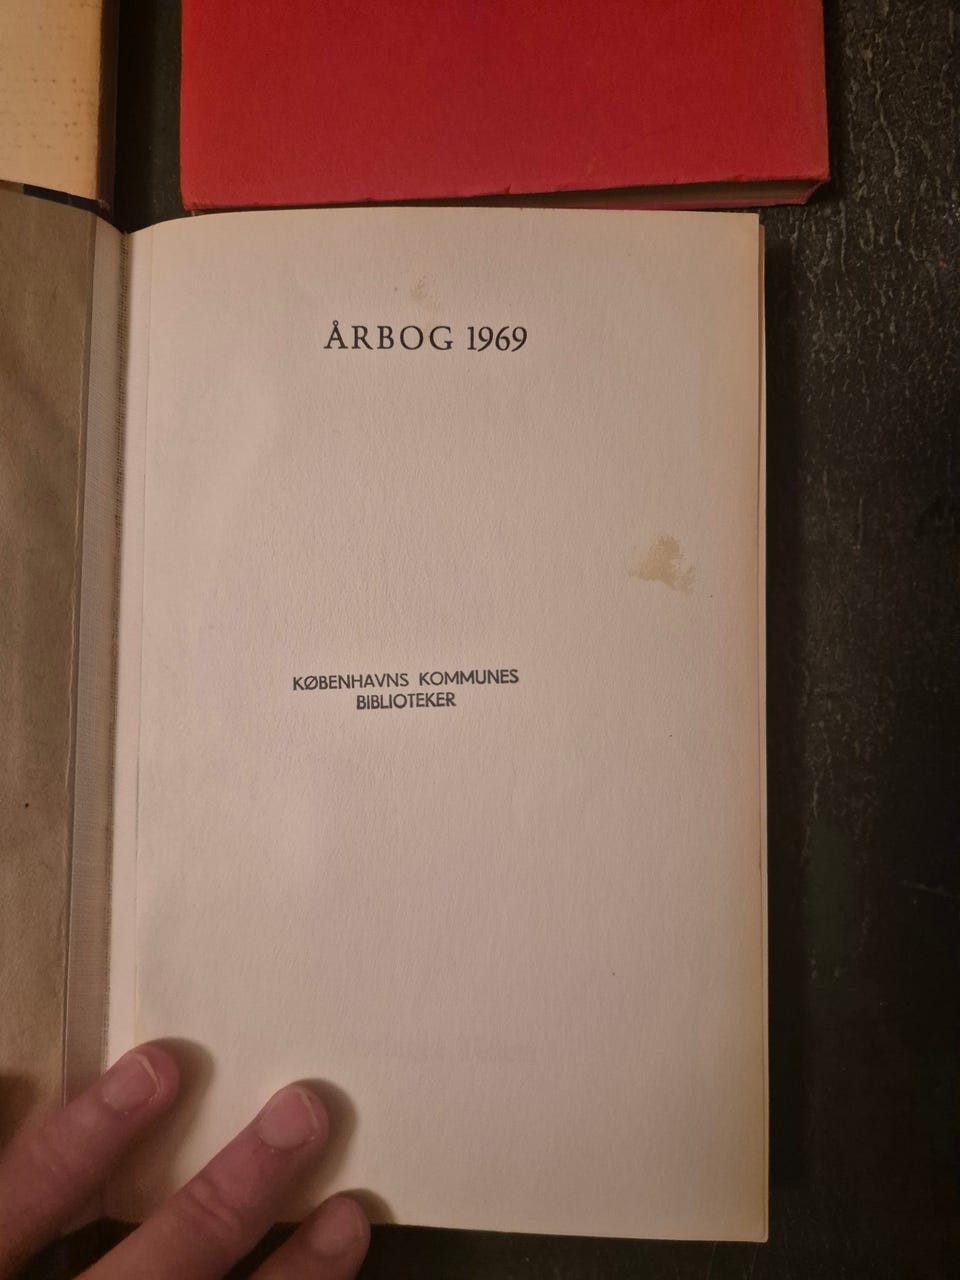 ÅRBOG 1969
KØBENHAVNS KOMMUNES
BIBLIOTEKER